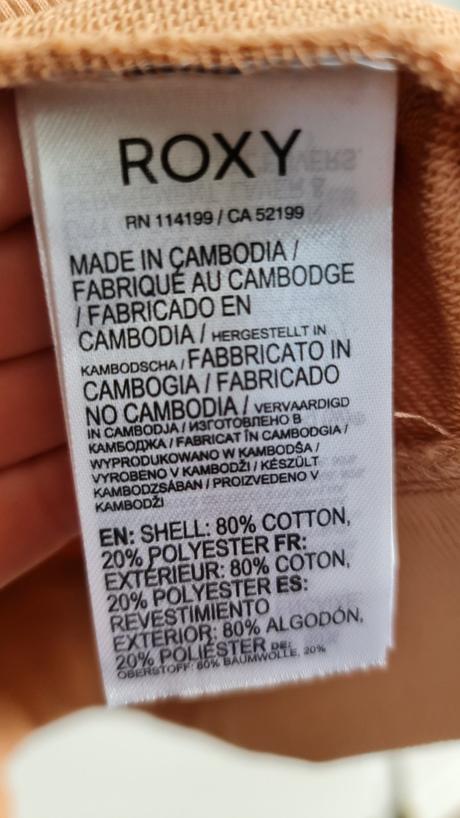 ROXY
RN 114199 / CA 52199
MADE IN CAMBODIA /
FABRIQUÉ AU CAMBODGE
/ FABRICADO EN
CAMBODIA / HERGESTELLT IN
KAMBODSCHA / FABBRICATO IN
CAMBOGIA / FABRICADO
NO CAMBODIA / VERVAARDIGD
IN CAMBODJA / ИЗГОТОВЛЕНО В
КАМБОДЖА / FABRICAT ÎN CAMBODGIA /
WYPRODUKOWANO W KAMBODŠA /
VYROBENO V KAMBODŽI / KÉSZÜLT
KAMBODZSÁBAN / PROIZVEDENO V
KAMBODŽI
EN: SHELL: 80% COTTON,
20% POLYESTER FR:
EXTÉRIEUR: 80% COTON,
20% POLYESTER ES:
REVESTIMIENTO
EXTERIOR: 80% ALGODÓN,
20% POLIÉSTER DE:
OBERSTOFF: 80% BAUMWOLLE, 20%